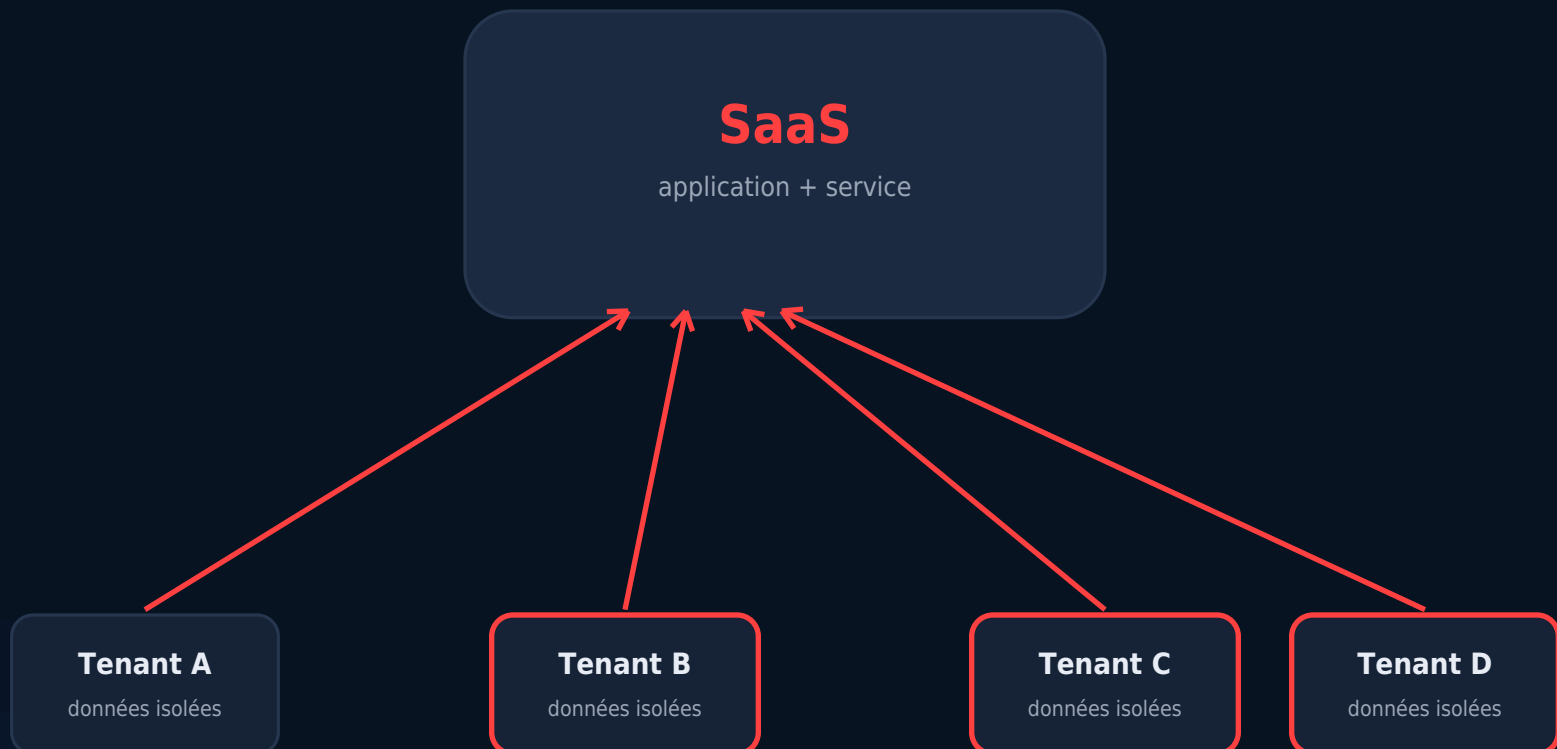 SaaS
application + service
Tenant A
données isolées
Tenant B
données isolées
Tenant C
données isolées
Tenant D
données isolées